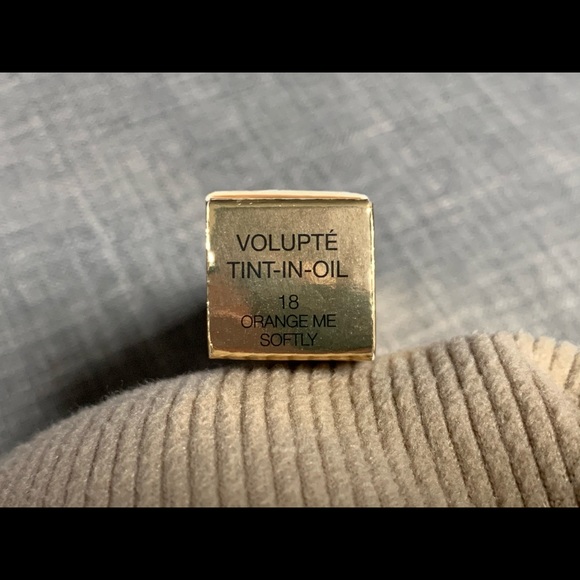 VOLUPTÉ
TINT-IN-OIL
18
ORANGE ME
SOFTLY